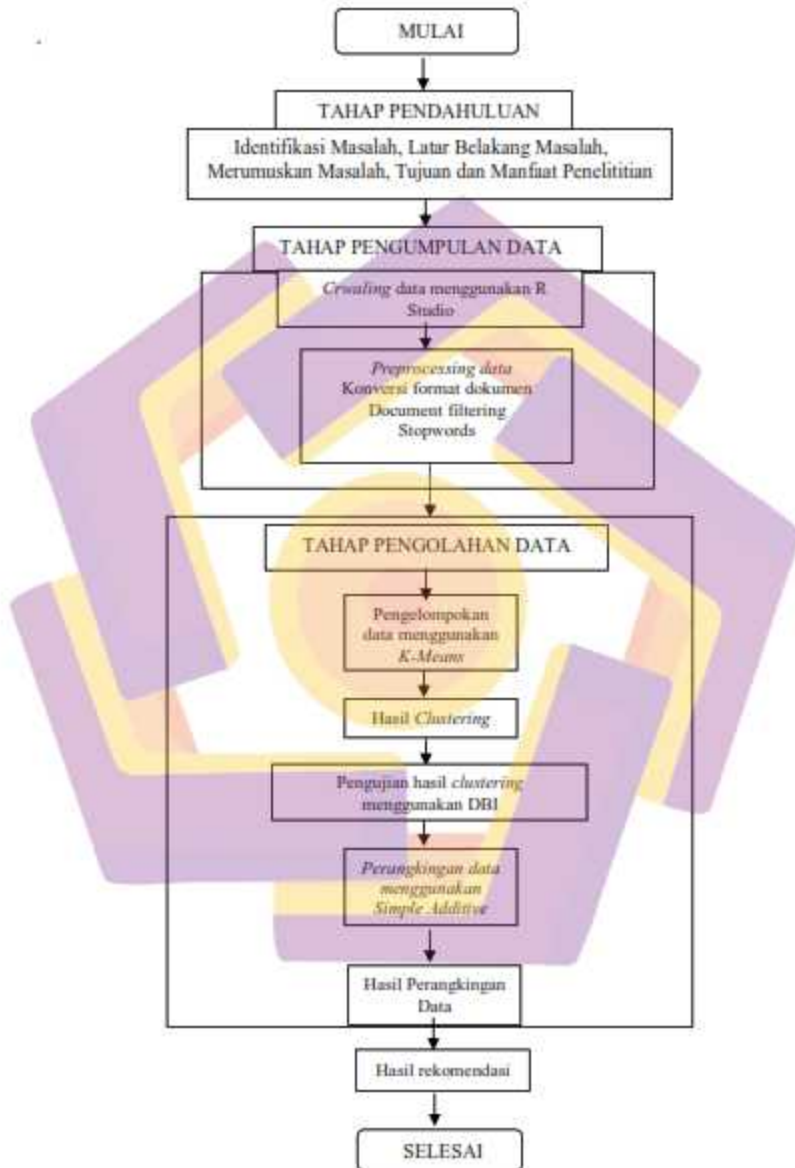 MULAI
TAHAP PENDAHULUAN
Identifikasi Masalah, Latar Belakang Masalah,
Merumuskan Masalah, Tujuan dan Manfaat Penelititian
TAHAP PENGUMPULAN DATA
Crwaling data menggunakan R
Studio
Preprocessing data
Konversi format dokumen
Document filtering
Stopwords
TAHAP PENGOLAHAN DATA
Pengelompokan
data menggunakan
K-Means
Hasil Clustering
Pengujian hasil clustering
menggunakan DBI
Perangkingan data
menggunakan
Simple Additive
Hasil Perangkingan
Data
Hasil rekomendasi
SELESAI